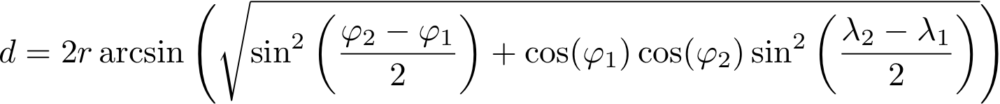 d = 2r arcsin(√(sin²((φ₂ − φ₁)/2) + cos(φ₁) cos(φ₂) sin²((λ₂ − λ₁)/2)))